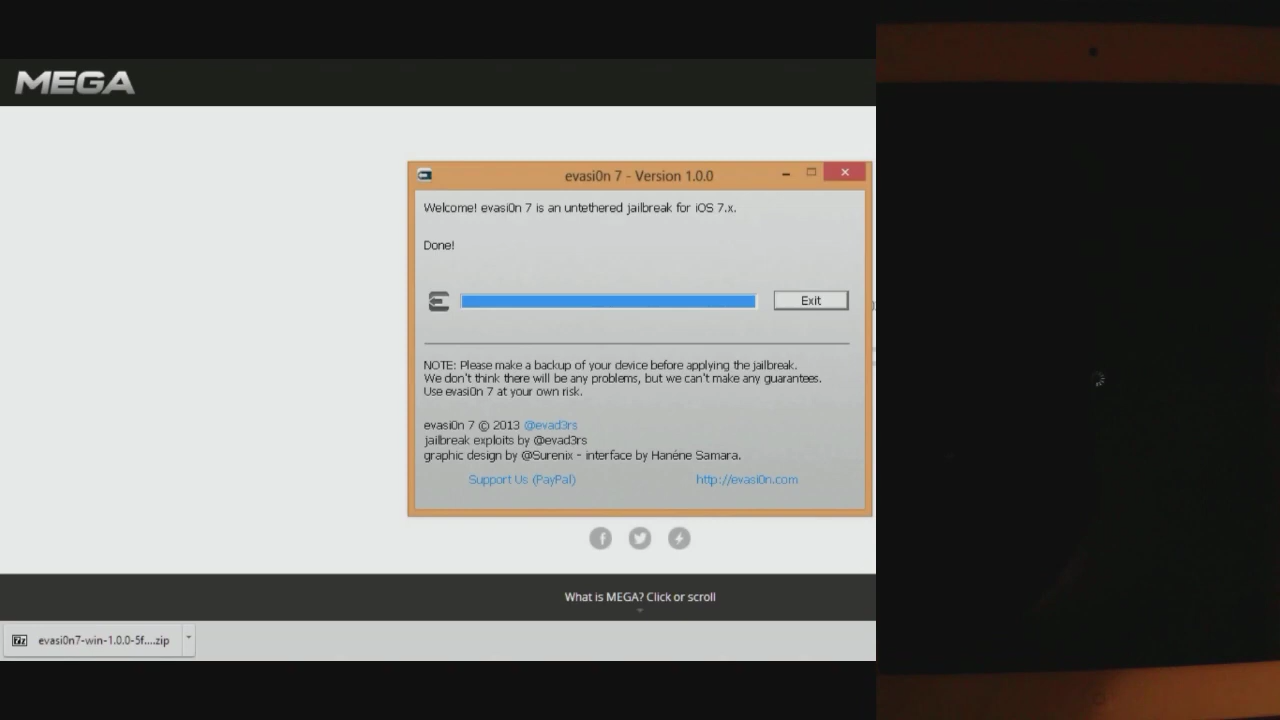 MEGA
evasi0n 7 - Version 1.0.0
Welcome! evasi0n 7 is an untethered jailbreak for iOS 7.x.
Done!
Exit
NOTE: Please make a backup of your device before applying the jailbreak.
We don't think there will be any problems, but we can't make any guarantees.
Use evasi0n 7 at your own risk.
evasi0n 7 © 2013 @evad3rs
jailbreak exploits by @evad3rs
graphic design by @Surenix - interface by Hanéne Samara.
Support Us (PayPal)
http://evasi0n.com
What is MEGA? Click or scroll
evasi0n7-win-1.0.0-5f....zip